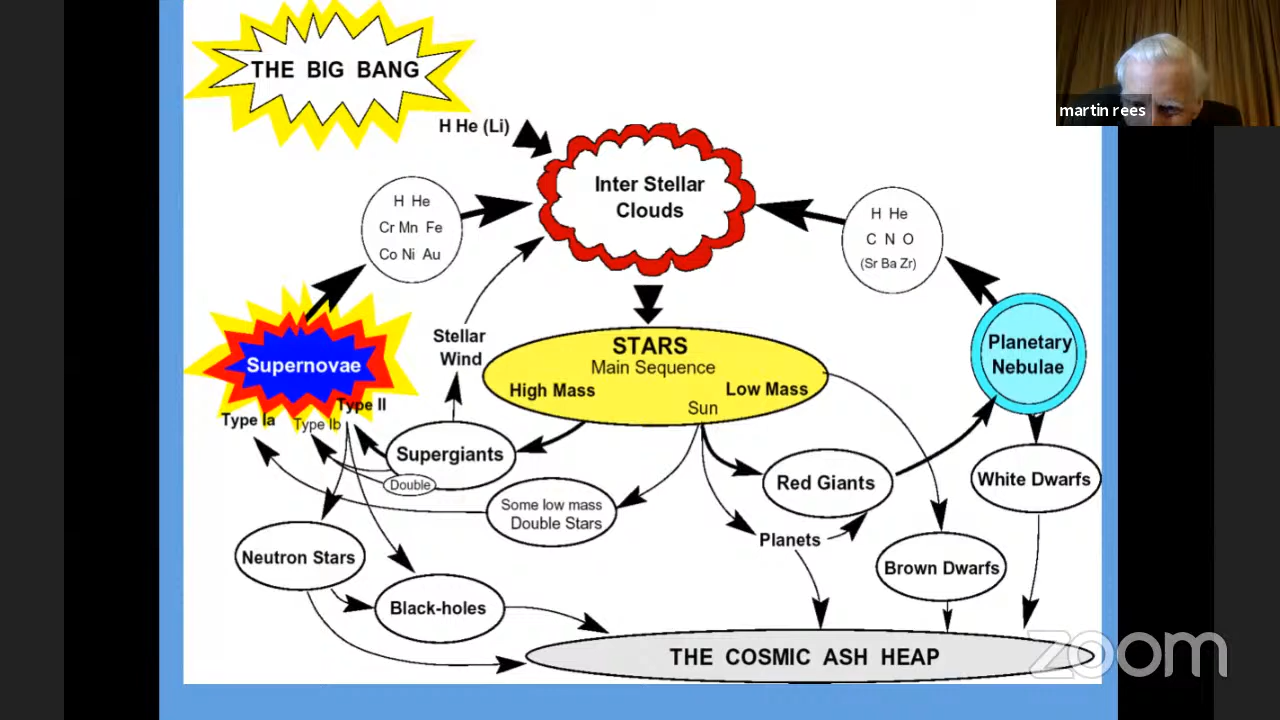 THE BIG BANG
martin rees
H He (Li)
Inter Stellar
Clouds
H He
Cr Mn Fe
Co Ni Au
H He
C N O
(Sr Ba Zr)
Supernovae
Type Ia
Type Ib
Type II
Stellar
Wind
STARS
Main Sequence
High Mass
Low Mass
Sun
Planetary
Nebulae
Supergiants
Double
Some low mass
Double Stars
Red Giants
White Dwarfs
Planets
Neutron Stars
Brown Dwarfs
Black-holes
THE COSMIC ASH HEAP
zoom